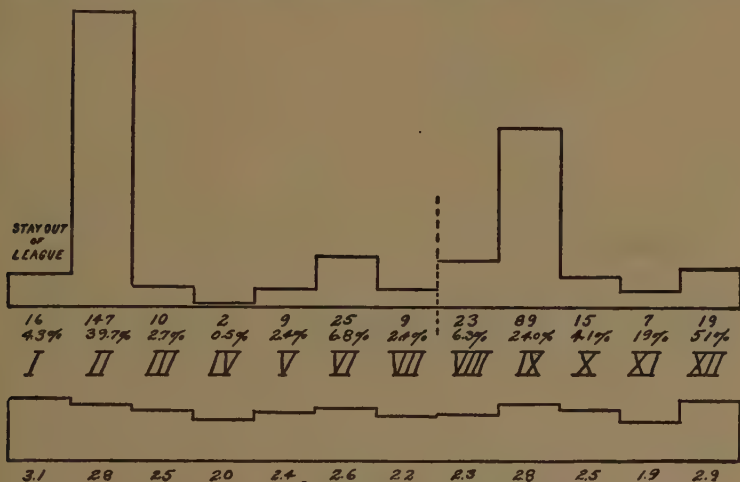 STAY OUT
OF
LEAGUE
16 147 10 2 9 25 9 23 89 15 7 19
4.3% 39.7% 2.7% 0.5% 2.4% 6.8% 2.4% 6.3% 24.0% 4.1% 1.9% 5.1%
I II III IV V VI VII VIII IX X XI XII
3.1 2.8 2.5 2.0 2.4 2.6 2.2 2.3 2.8 2.5 1.9 2.9